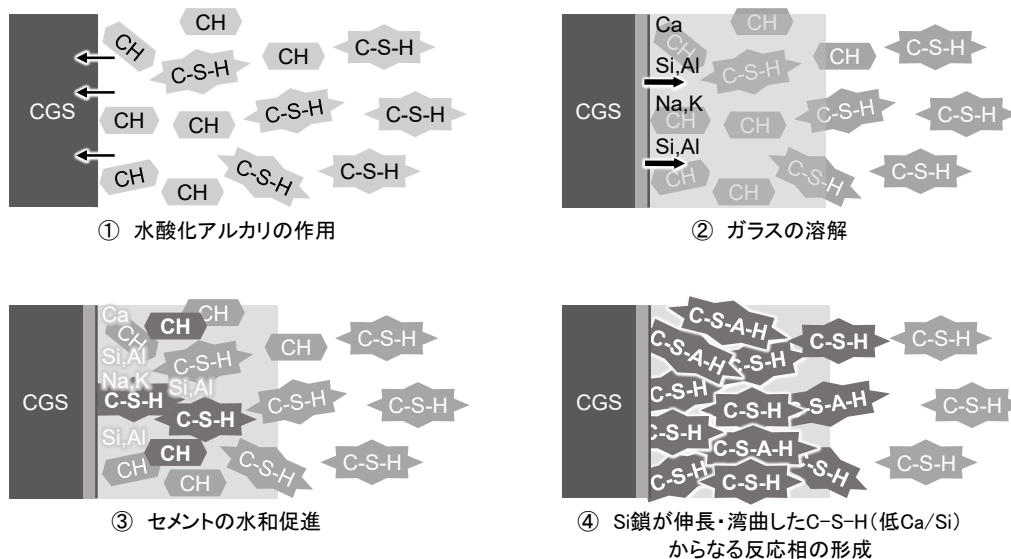 CH
CH
CH
C-S-H
C-S-H
CGS
CH
CH
C-S-H
C-S-H
CH
CH
C-S-H
C-S-H
① 水酸化アルカリの作用
Ca
CH
CH
C-S-H
CH
C-S-H
Si,Al
CGS
Na,K
CH
CH
C-S-H
C-S-H
Si,Al
CH
CH
C-S-H
C-S-H
② ガラスの溶解
Ca
CH
CH
CH
Si,Al
C-S-H
CH
C-S-H
CGS
Na,K
Si,Al
C-S-H
C-S-H
C-S-H
C-S-H
Si,Al
CH
CH
CH
C-S-H
C-S-H
③ セメントの水和促進
C-S-A-H
C-S-A-H
C-S-H
C-S-H
C-S-H
CGS
C-S-H
C-S-H
S-A-H
C-S-H
C-S-H
C-S-A-H
C-S-H
C-S-H
C-S-H
C-S-H
④ Si鎖が伸長・湾曲したC-S-H(低Ca/Si)
からなる反応相の形成